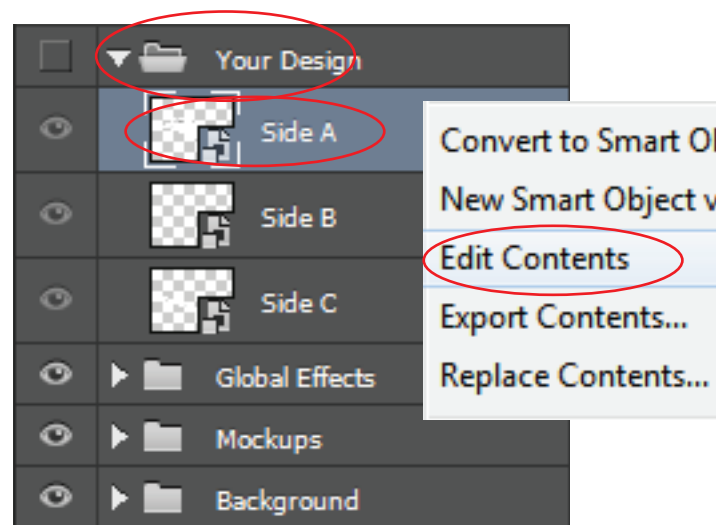 Your Design
Side A
Side B
Side C
Global Effects
Mockups
Background
Convert to Smart
New Smart Object
Edit Contents
Export Contents...
Replace Contents...